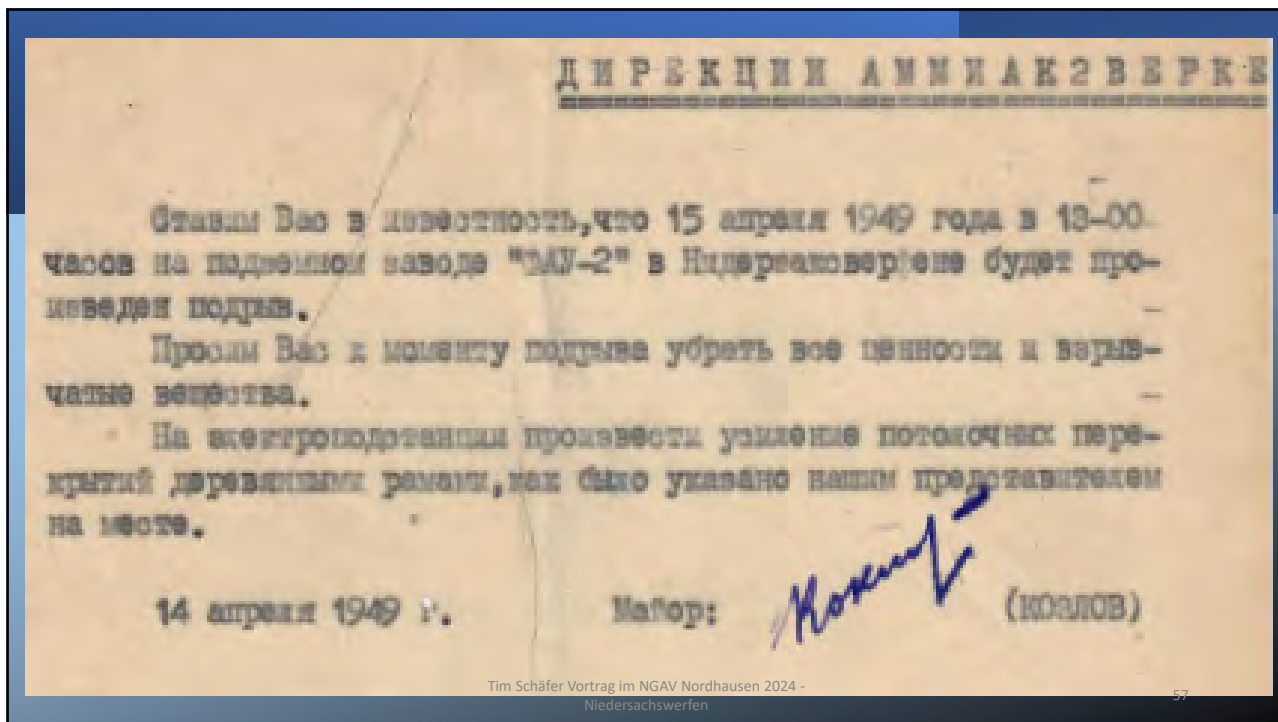 ДИРЕКЦИИ АММИАКЗВЕРКЕ
Ставим Вас в известность, что 15 апреля 1949 года в 13-00
часов на подземном заводе в Нидерзаксверфене будет про-
изведен подрыв.
Просим Вас к моменту подрыва убрать все ценности и взрыв-
чатые вещества.
На электроподстанции произвести усиление потолочных пере-
крытий деревянными рамами, как было указано нашим представителем
на месте.
14 апреля 1949 г. Майор: (КОЗЛОВ)
Tim Schäfer Vortrag im NGAV Nordhausen 2024 -
Niedersachswerfen
57